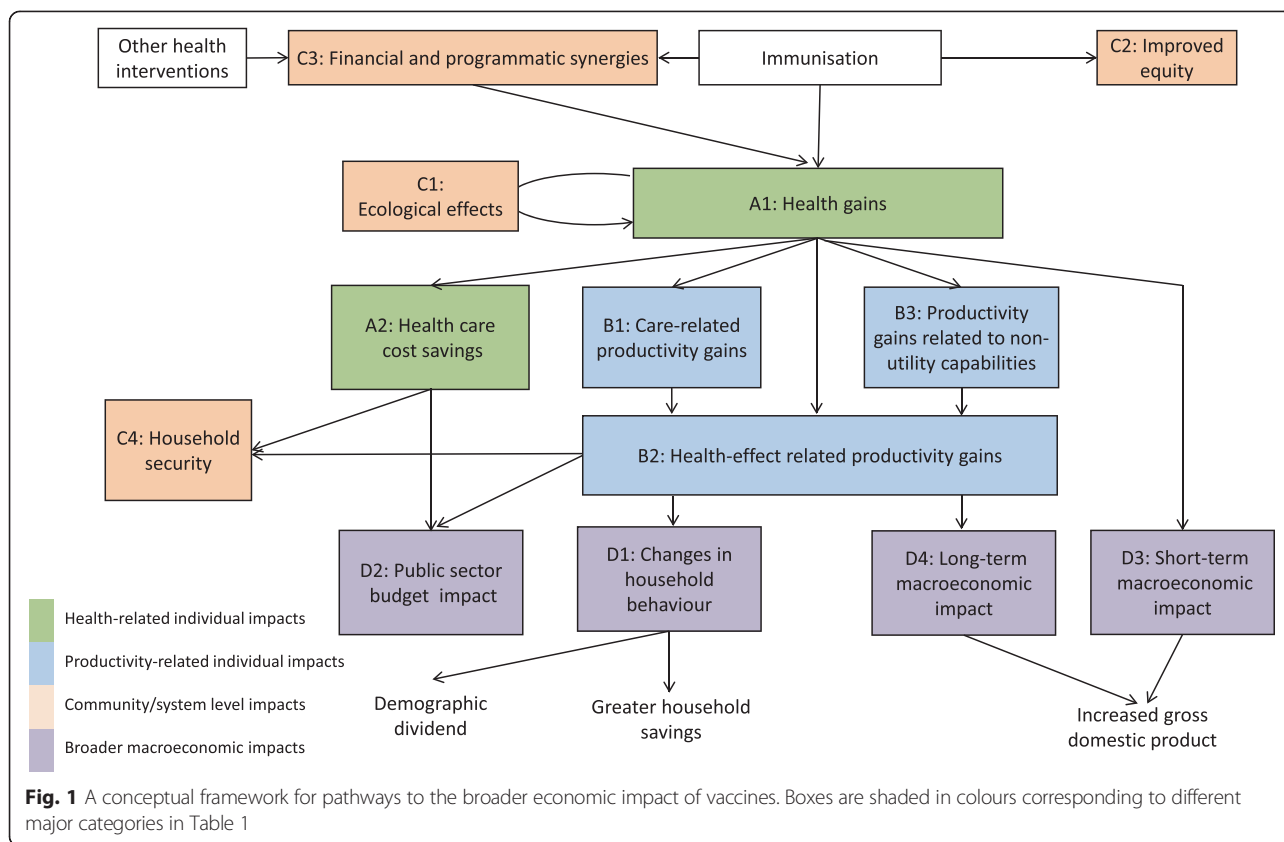 Other health
interventions
C3: Financial and programmatic synergies
Immunisation
C2: Improved
equity
C1:
Ecological effects
A1: Health gains
A2: Health care
cost savings
B1: Care-related
productivity gains
B3: Productivity
gains related to non-
utility capabilities
C4: Household
security
B2: Health-effect related productivity gains
D2: Public sector
budget impact
D1: Changes in
household
behaviour
D4: Long-term
macroeconomic
impact
D3: Short-term
macroeconomic
impact
Health-related individual impacts
Productivity-related individual impacts
Community/system level impacts
Broader macroeconomic impacts
Demographic
dividend
Greater household
savings
Increased gross
domestic product
Fig. 1 A conceptual framework for pathways to the broader economic impact of vaccines. Boxes are shaded in colours corresponding to different
major categories in Table 1